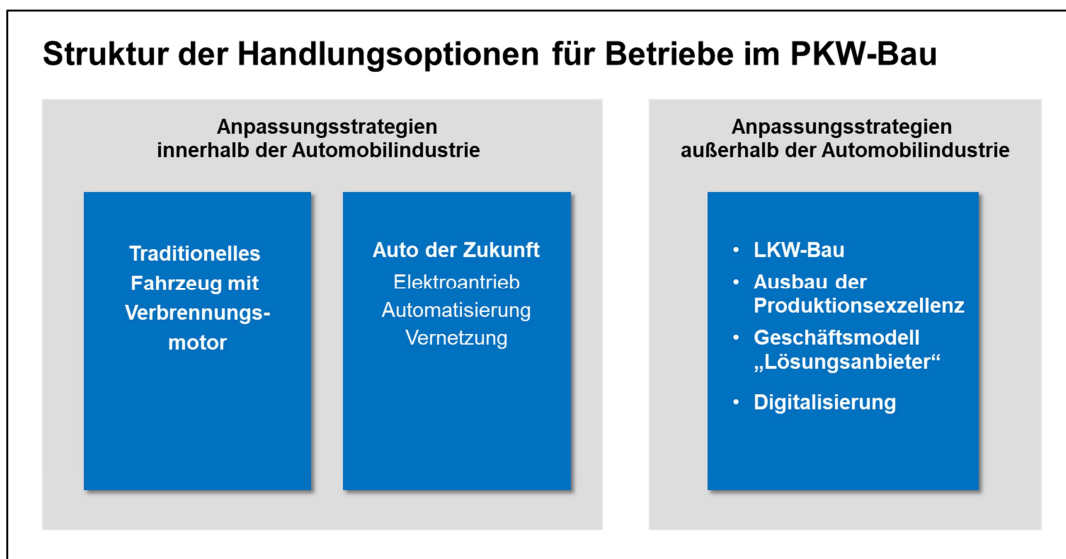 Struktur der Handlungsoptionen für Betriebe im PKW-Bau
Anpassungsstrategien
innerhalb der Automobilindustrie
Traditionelles
Fahrzeug mit
Verbrennungs-
motor
Auto der Zukunft
Elektroantrieb
Automatisierung
Vernetzung
Anpassungsstrategien
außerhalb der Automobilindustrie
• LKW-Bau
• Ausbau der
Produktionsexzellenz
• Geschäftsmodell
„Lösungsanbieter“
• Digitalisierung